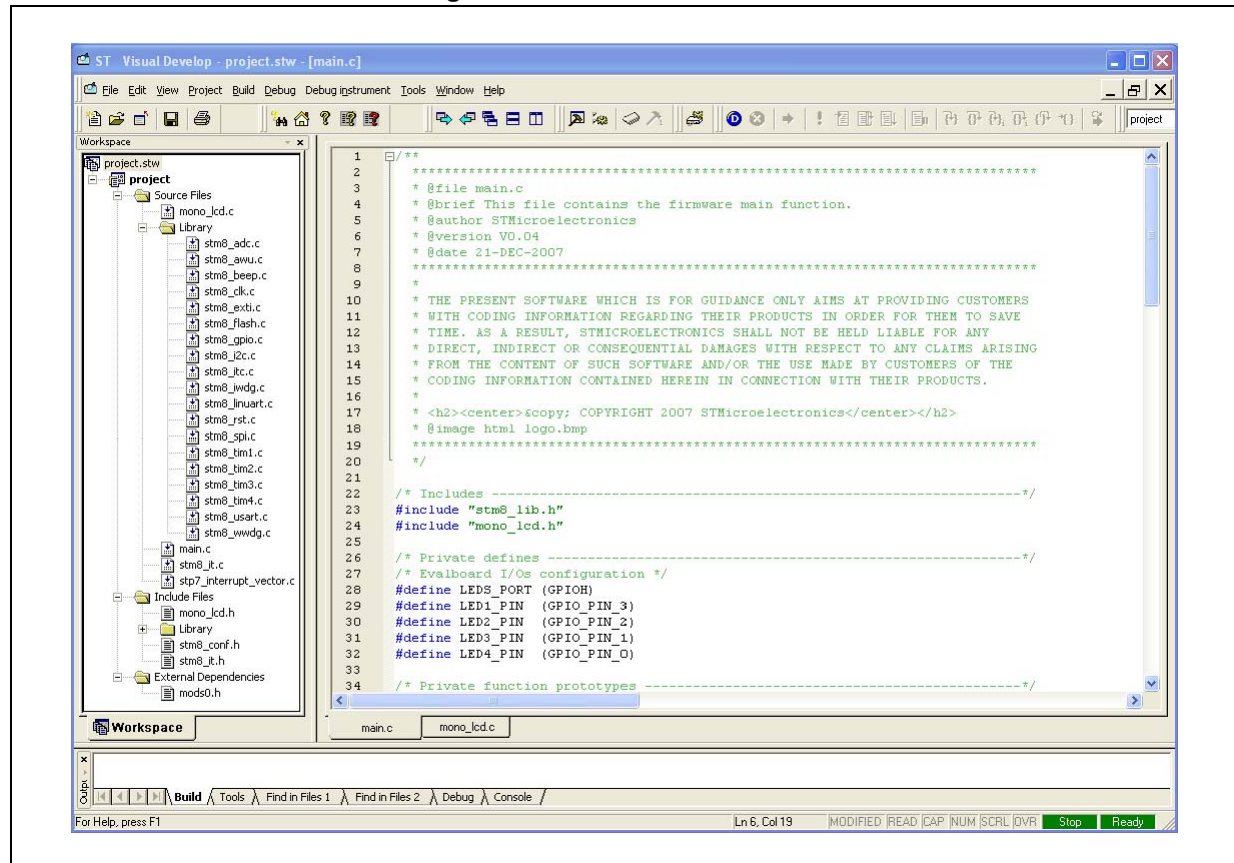 ST Visual Develop - project.stw - [main.c]
File Edit View Project Build Debug Debug instrument Tools Window Help
project
Workspace
project.stw
project
Source Files
mono_lcd.c
Library
stm8_adc.c
stm8_awu.c
stm8_beep.c
stm8_clk.c
stm8_exti.c
stm8_flash.c
stm8_gpio.c
stm8_i2c.c
stm8_itc.c
stm8_iwdg.c
stm8_linuart.c
stm8_rst.c
stm8_spi.c
stm8_tim1.c
stm8_tim2.c
stm8_tim3.c
stm8_tim4.c
stm8_usart.c
stm8_wwdg.c
main.c
stm8_it.c
stp7_interrupt_vector.c
Include Files
mono_lcd.h
Library
stm8_conf.h
stm8_it.h
External Dependencies
mods0.h
Workspace
1 /**
2 ******************************************************************************
3 * @file main.c
4 * @brief This file contains the firmware main function.
5 * @author STMicroelectronics
6 * @version V0.04
7 * @date 21-DEC-2007
8 ******************************************************************************
9 *
10 * THE PRESENT SOFTWARE WHICH IS FOR GUIDANCE ONLY AIMS AT PROVIDING CUSTOMERS
11 * WITH CODING INFORMATION REGARDING THEIR PRODUCTS IN ORDER FOR THEM TO SAVE
12 * TIME. AS A RESULT, STMICROELECTRONICS SHALL NOT BE HELD LIABLE FOR ANY
13 * DIRECT, INDIRECT OR CONSEQUENTIAL DAMAGES WITH RESPECT TO ANY CLAIMS ARISING
14 * FROM THE CONTENT OF SUCH SOFTWARE AND/OR THE USE MADE BY CUSTOMERS OF THE
15 * CODING INFORMATION CONTAINED HEREIN IN CONNECTION WITH THEIR PRODUCTS.
16 *
17 * <h2><center>&copy; COPYRIGHT 2007 STMicroelectronics</center></h2>
18 * @image html logo.bmp
19 ******************************************************************************
20 */
21
22 /* Includes ------------------------------------------------------------------*/
23 #include "stm8_lib.h"
24 #include "mono_lcd.h"
25
26 /* Private defines -----------------------------------------------------------*/
27 /* Evalboard I/Os configuration */
28 #define LEDS_PORT (GPIOH)
29 #define LED1_PIN (GPIO_PIN_3)
30 #define LED2_PIN (GPIO_PIN_2)
31 #define LED3_PIN (GPIO_PIN_1)
32 #define LED4_PIN (GPIO_PIN_0)
33
34 /* Private function prototypes -----------------------------------------------*/
main.c mono_lcd.c
Build Tools Find in Files 1 Find in Files 2 Debug Console
For Help, press F1 Ln 6, Col 19 MODIFIED READ CAP NUM SCRL OVR Stop Ready